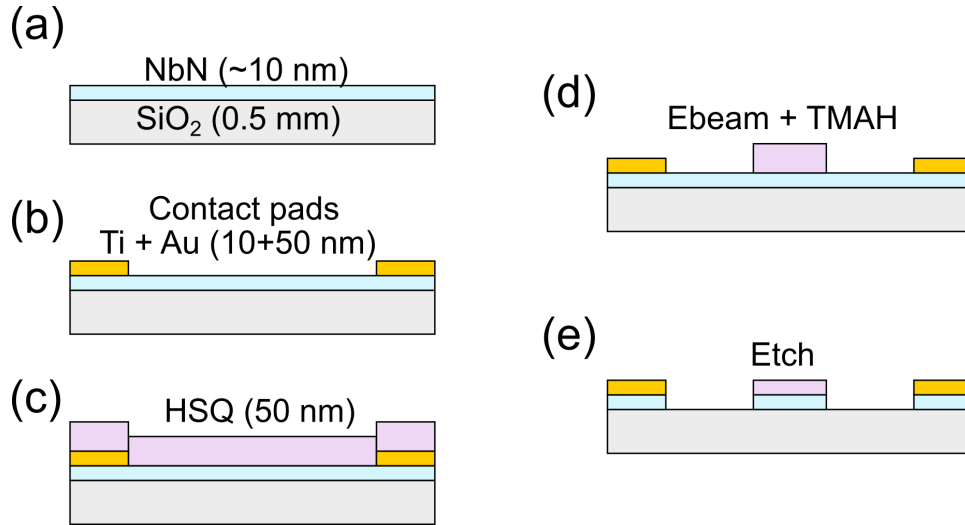 (a)
NbN (~10 nm)
SiO₂ (0.5 mm)
(b)
Contact pads
Ti + Au (10+50 nm)
(c)
HSQ (50 nm)
(d)
Ebeam + TMAH
(e)
Etch